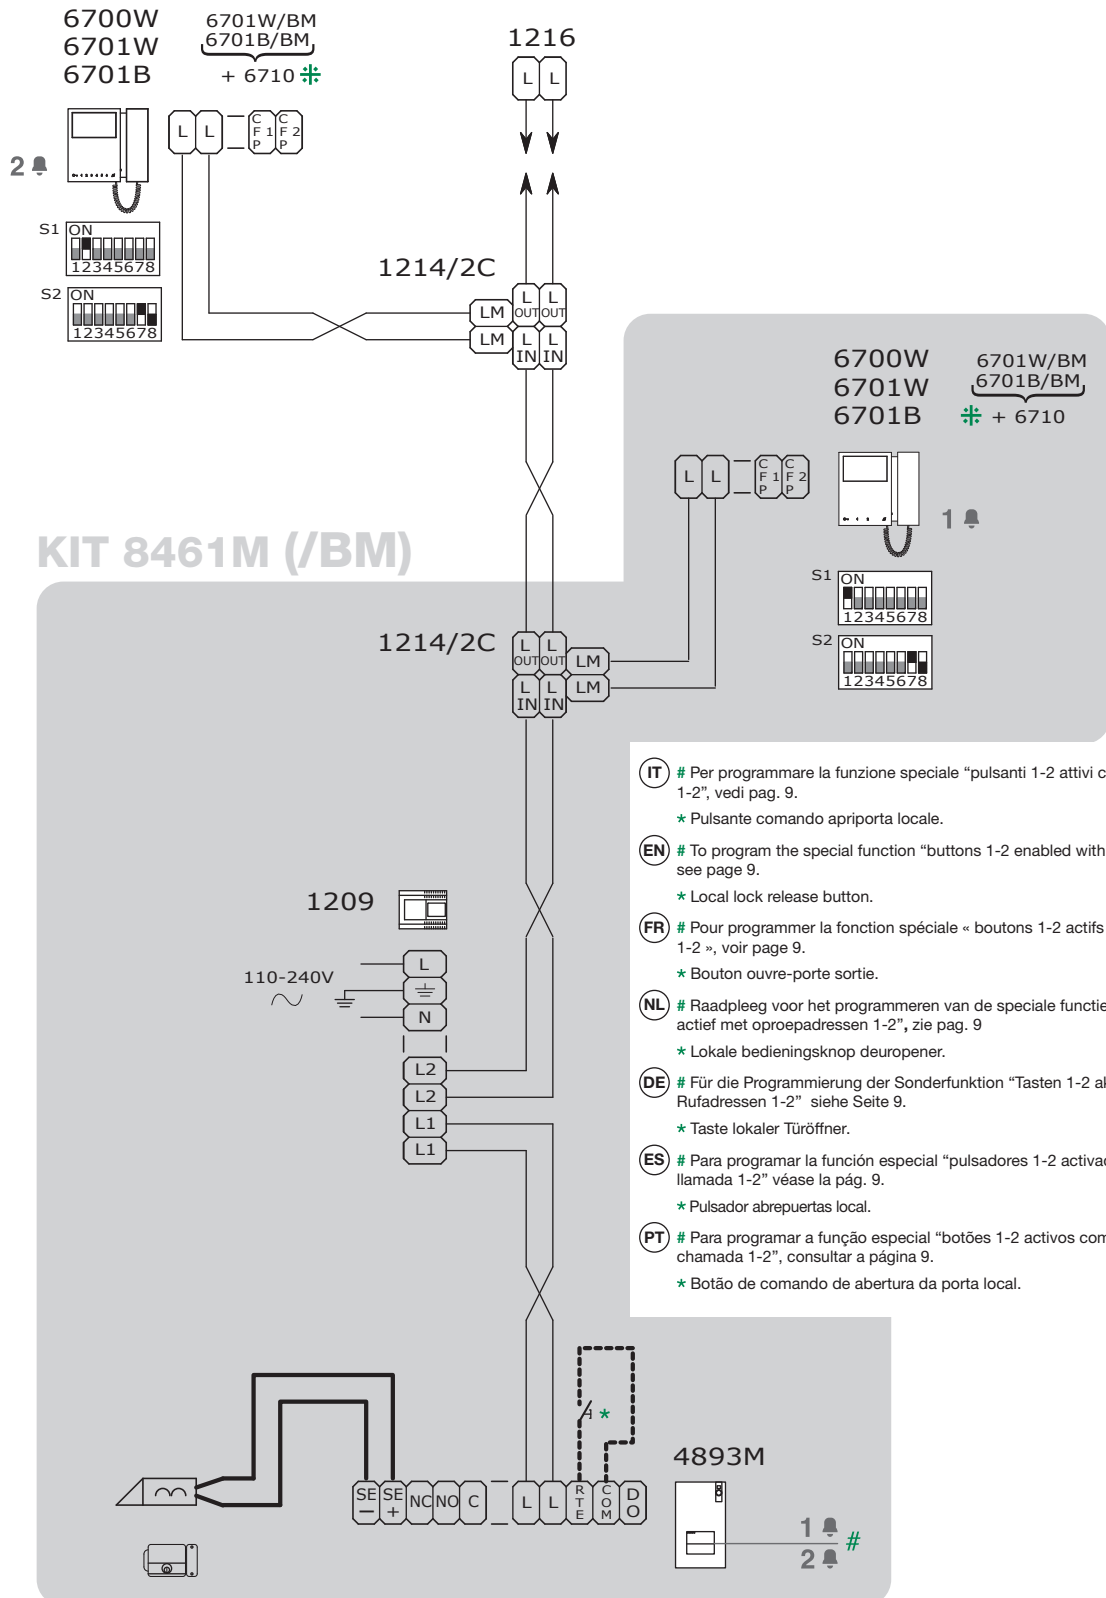 6700W
6701W
6701B
6701W/BM
6701B/BM
+ 6710 #
1216
L L
L L CFP1 CFP2
2
S1 ON
12345678
S2 ON
12345678
1214/2C
LM L OUT L OUT
LM L IN L IN
6700W
6701W
6701B
6701W/BM
6701B/BM
# + 6710
L L CFP1 CFP2
1
S1 ON
12345678
S2 ON
12345678
KIT 8461M (/BM)
1214/2C
L OUT L OUT LM
L IN L IN LM
IT # Per programmare la funzione speciale “pulsanti 1-2 attivi c
1-2”, vedi pag. 9.
* Pulsante comando apriporta locale.
EN # To program the special function “buttons 1-2 enabled with
see page 9.
* Local lock release button.
FR # Pour programmer la fonction spéciale « boutons 1-2 actifs
1-2 », voir page 9.
* Bouton ouvre-porte sortie.
NL # Raadpleeg voor het programmeren van de speciale functie
actief met oproepadressen 1-2”, zie pag. 9
* Lokale bedieningsknop deuropener.
DE # Für die Programmierung der Sonderfunktion “Tasten 1-2 ak
Rufadressen 1-2” siehe Seite 9.
* Taste lokaler Türöffner.
ES # Para programar la función especial “pulsadores 1-2 activad
llamada 1-2” véase la pág. 9.
* Pulsador abrepuertas local.
PT # Para programar a função especial “botões 1-2 activos com
chamada 1-2”, consultar a página 9.
* Botão de comando de abertura da porta local.
1209
110-240V
L
N
L2
L2
L1
L1
*
SE - SE + NC NO C L L RTE COM DO
4893M
1
2
#